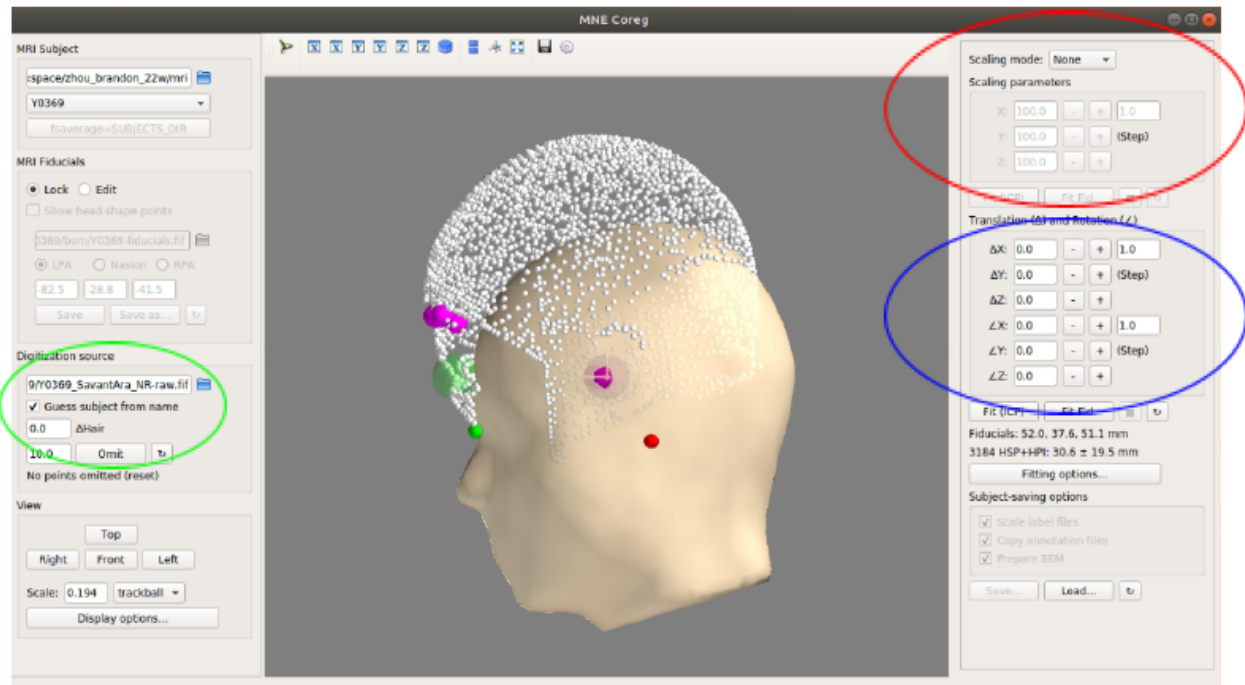 MNE Coreg
MRI Subject
:space/zhou_brandon_22w/mri
Y0369
fsaverage⇒SUBJECTS_DIR
MRI Fiducials
Lock Edit
Show head shape points
0369/bem/Y0369-fiducials.fif
LPA Nasion RPA
-82.5 -28.8 -41.5
Save Save as... ↻
Digitization source
9/Y0369_SavantAra_NR-raw.fif
Guess subject from name
0.0 ΔHair
10.0 Omit ↻
No points omitted (reset)
View
Top
Right Front Left
Scale: 0.194 trackball
Display options...
X X Y Y Z Z
Scaling mode: None
Scaling parameters
X: 100.0 - + 1.0
Y: 100.0 - + (Step)
Z: 100.0 - +
Fit (ICP) Fit Fid. ↻
Translation (Δ) and Rotation (∠)
ΔX: 0.0 - + 1.0
ΔY: 0.0 - + (Step)
ΔZ: 0.0 - +
∠X: 0.0 - + 1.0
∠Y: 0.0 - + (Step)
∠Z: 0.0 - +
Fit (ICP) Fit Fid. ↻
Fiducials: 52.0, 37.6, 51.1 mm
3184 HSP+HPI: 30.6 ± 19.5 mm
Fitting options...
Subject-saving options
Scale label files
Copy annotation files
Prepare BEM
Save... Load... ↻